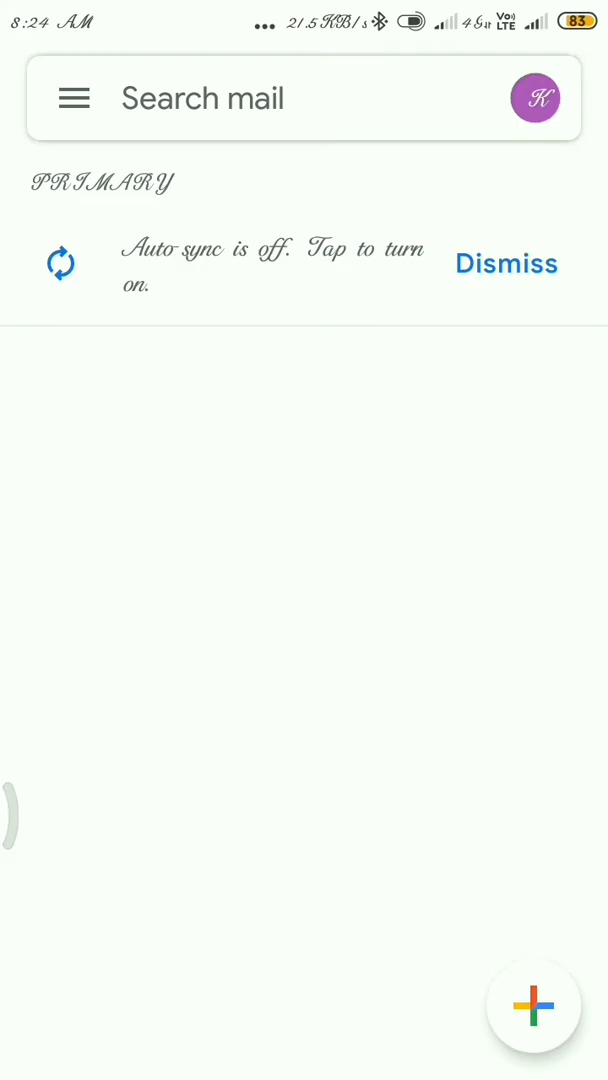 8:24 AM ... 21.5 KB/s 4G Vo) LTE 83
Search mail K
PRIMARY
Auto-sync is off. Tap to turn
on.
Dismiss